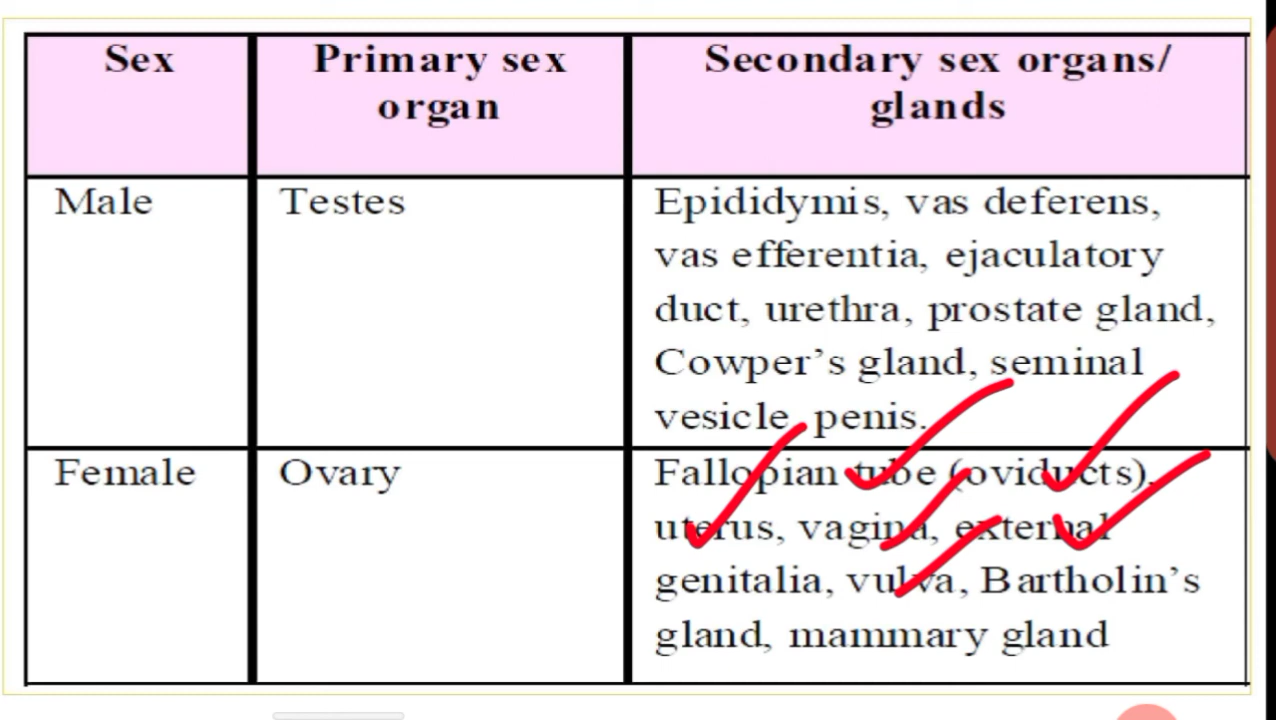 Sex
Primary sex
organ
Secondary sex organs/
glands
Male
Testes
Epididymis, vas deferens,
vas efferentia, ejaculatory
duct, urethra, prostate gland,
Cowper's gland, seminal
vesicle, penis.
Female
Ovary
Fallopian tube (oviducts),
uterus, vagina, external
genitalia, vulva, Bartholin's
gland, mammary gland